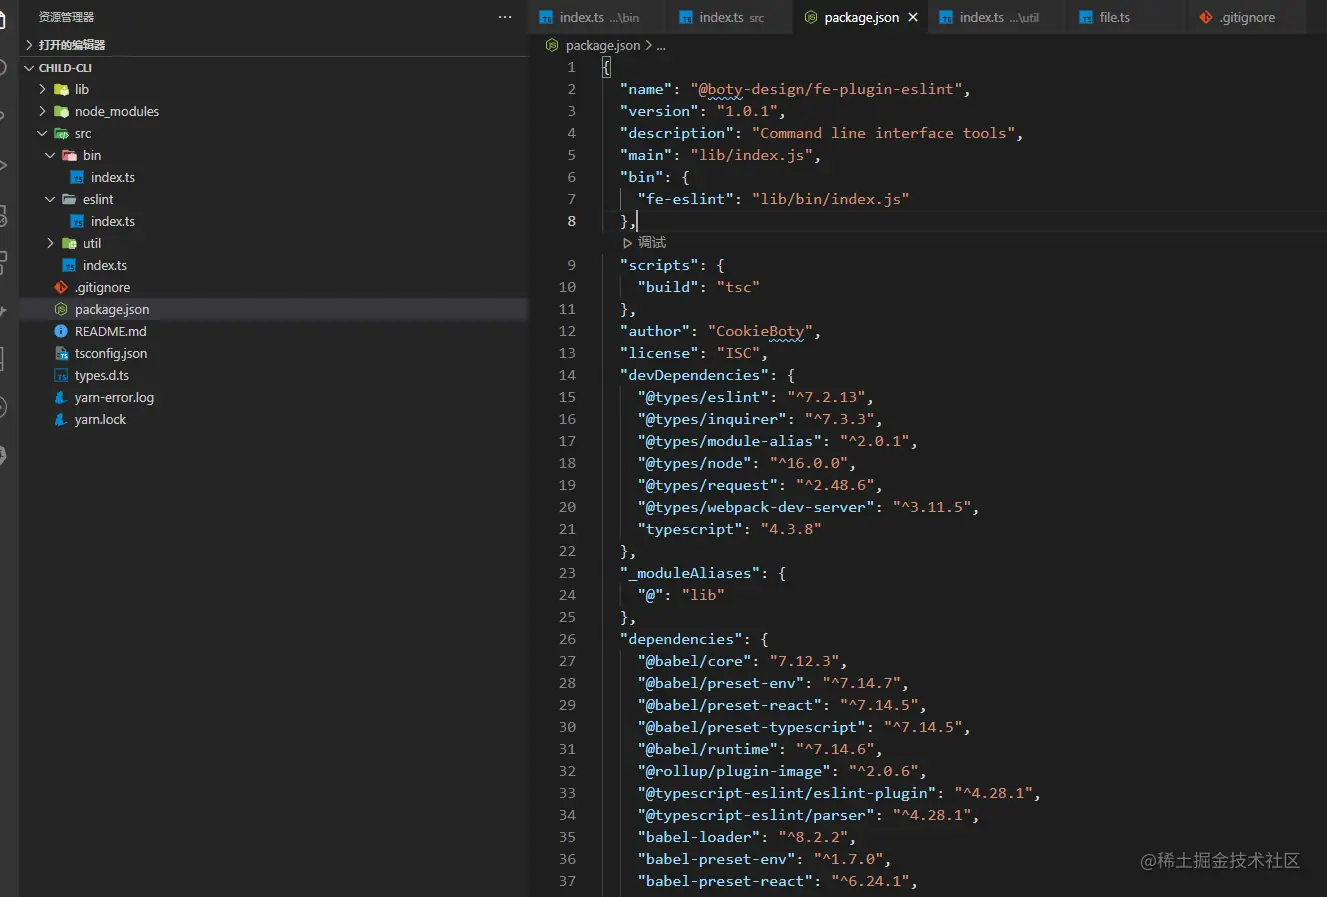 资源管理器
打开的编辑器
CHILD-CLI
lib
node_modules
src
bin
index.ts
eslint
index.ts
util
index.ts
.gitignore
package.json
README.md
tsconfig.json
types.d.ts
yarn-error.log
yarn.lock
index.ts ...\bin
index.ts src
package.json
index.ts ...\util
file.ts
.gitignore
package.json > ...
1 {
2 "name": "@boty-design/fe-plugin-eslint",
3 "version": "1.0.1",
4 "description": "Command line interface tools",
5 "main": "lib/index.js",
6 "bin": {
7 "fe-eslint": "lib/bin/index.js"
8 },
调试
9 "scripts": {
10 "build": "tsc"
11 },
12 "author": "CookieBoty",
13 "license": "ISC",
14 "devDependencies": {
15 "@types/eslint": "^7.2.13",
16 "@types/inquirer": "^7.3.3",
17 "@types/module-alias": "^2.0.1",
18 "@types/node": "^16.0.0",
19 "@types/request": "^2.48.6",
20 "@types/webpack-dev-server": "^3.11.5",
21 "typescript": "4.3.8"
22 },
23 "_moduleAliases": {
24 "@": "lib"
25 },
26 "dependencies": {
27 "@babel/core": "7.12.3",
28 "@babel/preset-env": "^7.14.7",
29 "@babel/preset-react": "^7.14.5",
30 "@babel/preset-typescript": "^7.14.5",
31 "@babel/runtime": "^7.14.6",
32 "@rollup/plugin-image": "^2.0.6",
33 "@typescript-eslint/eslint-plugin": "^4.28.1",
34 "@typescript-eslint/parser": "^4.28.1",
35 "babel-loader": "^8.2.2",
36 "babel-preset-env": "^1.7.0",
37 "babel-preset-react": "^6.24.1",
@稀土掘金技术社区